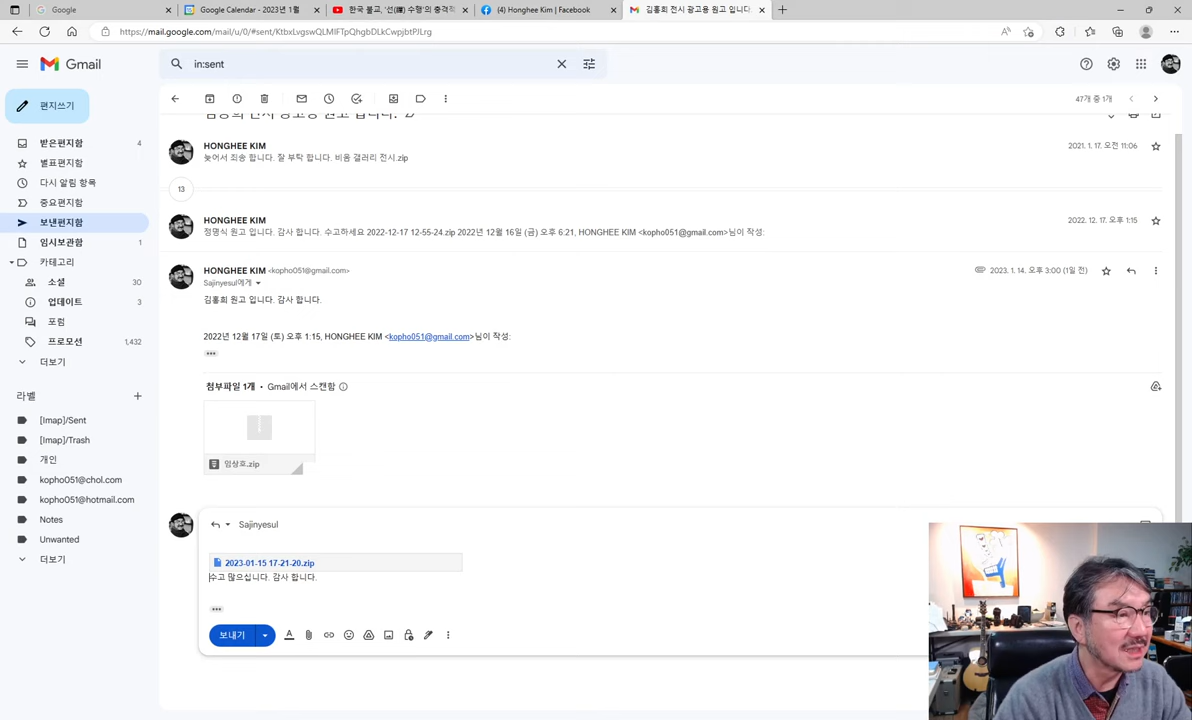 Google
Google Calendar - 2023년 1월
한국 불교, '선(禪) 수행'의 충격적
(4) Honghee Kim | Facebook
김홍희 전시 광고용 원고 입니다.
https://mail.google.com/mail/u/0/#sent/KtbxLvgswQLMlFTpQhgbDLkCwpjbtPJLrg
Gmail
in:sent
편지쓰기
47개 중 1개
받은편지함 4
별표편지함
다시 알림 항목
중요편지함
보낸편지함
임시보관함 1
카테고리
소셜 30
업데이트 3
포럼
프로모션 1,432
더보기
라벨
[Imap]/Sent
[Imap]/Trash
개인
kopho051@chol.com
kopho051@hotmail.com
Notes
Unwanted
더보기
HONGHEE KIM 2021. 1. 17. 오전 11:06
늦어서 죄송 합니다. 잘 부탁 합니다. 비움 갤러리 전시.zip
13
HONGHEE KIM 2022. 12. 17. 오후 1:15
정명식 원고 입니다. 감사 합니다. 수고하세요 2022-12-17 12-55-24.zip 2022년 12월 16일 (금) 오후 6:21, HONGHEE KIM <kopho051@gmail.com>님이 작성:
HONGHEE KIM <kopho051@gmail.com> 2023. 1. 14. 오후 3:00 (1일 전)
Sajinyesul에게
김홍희 원고 입니다. 감사 합니다.
2022년 12월 17일 (토) 오후 1:15, HONGHEE KIM <kopho051@gmail.com>님이 작성:
첨부파일 1개 • Gmail에서 스캔함
임상호.zip
Sajinyesul
2023-01-15 17-21-20.zip
수고 많으십니다. 감사 합니다.
보내기